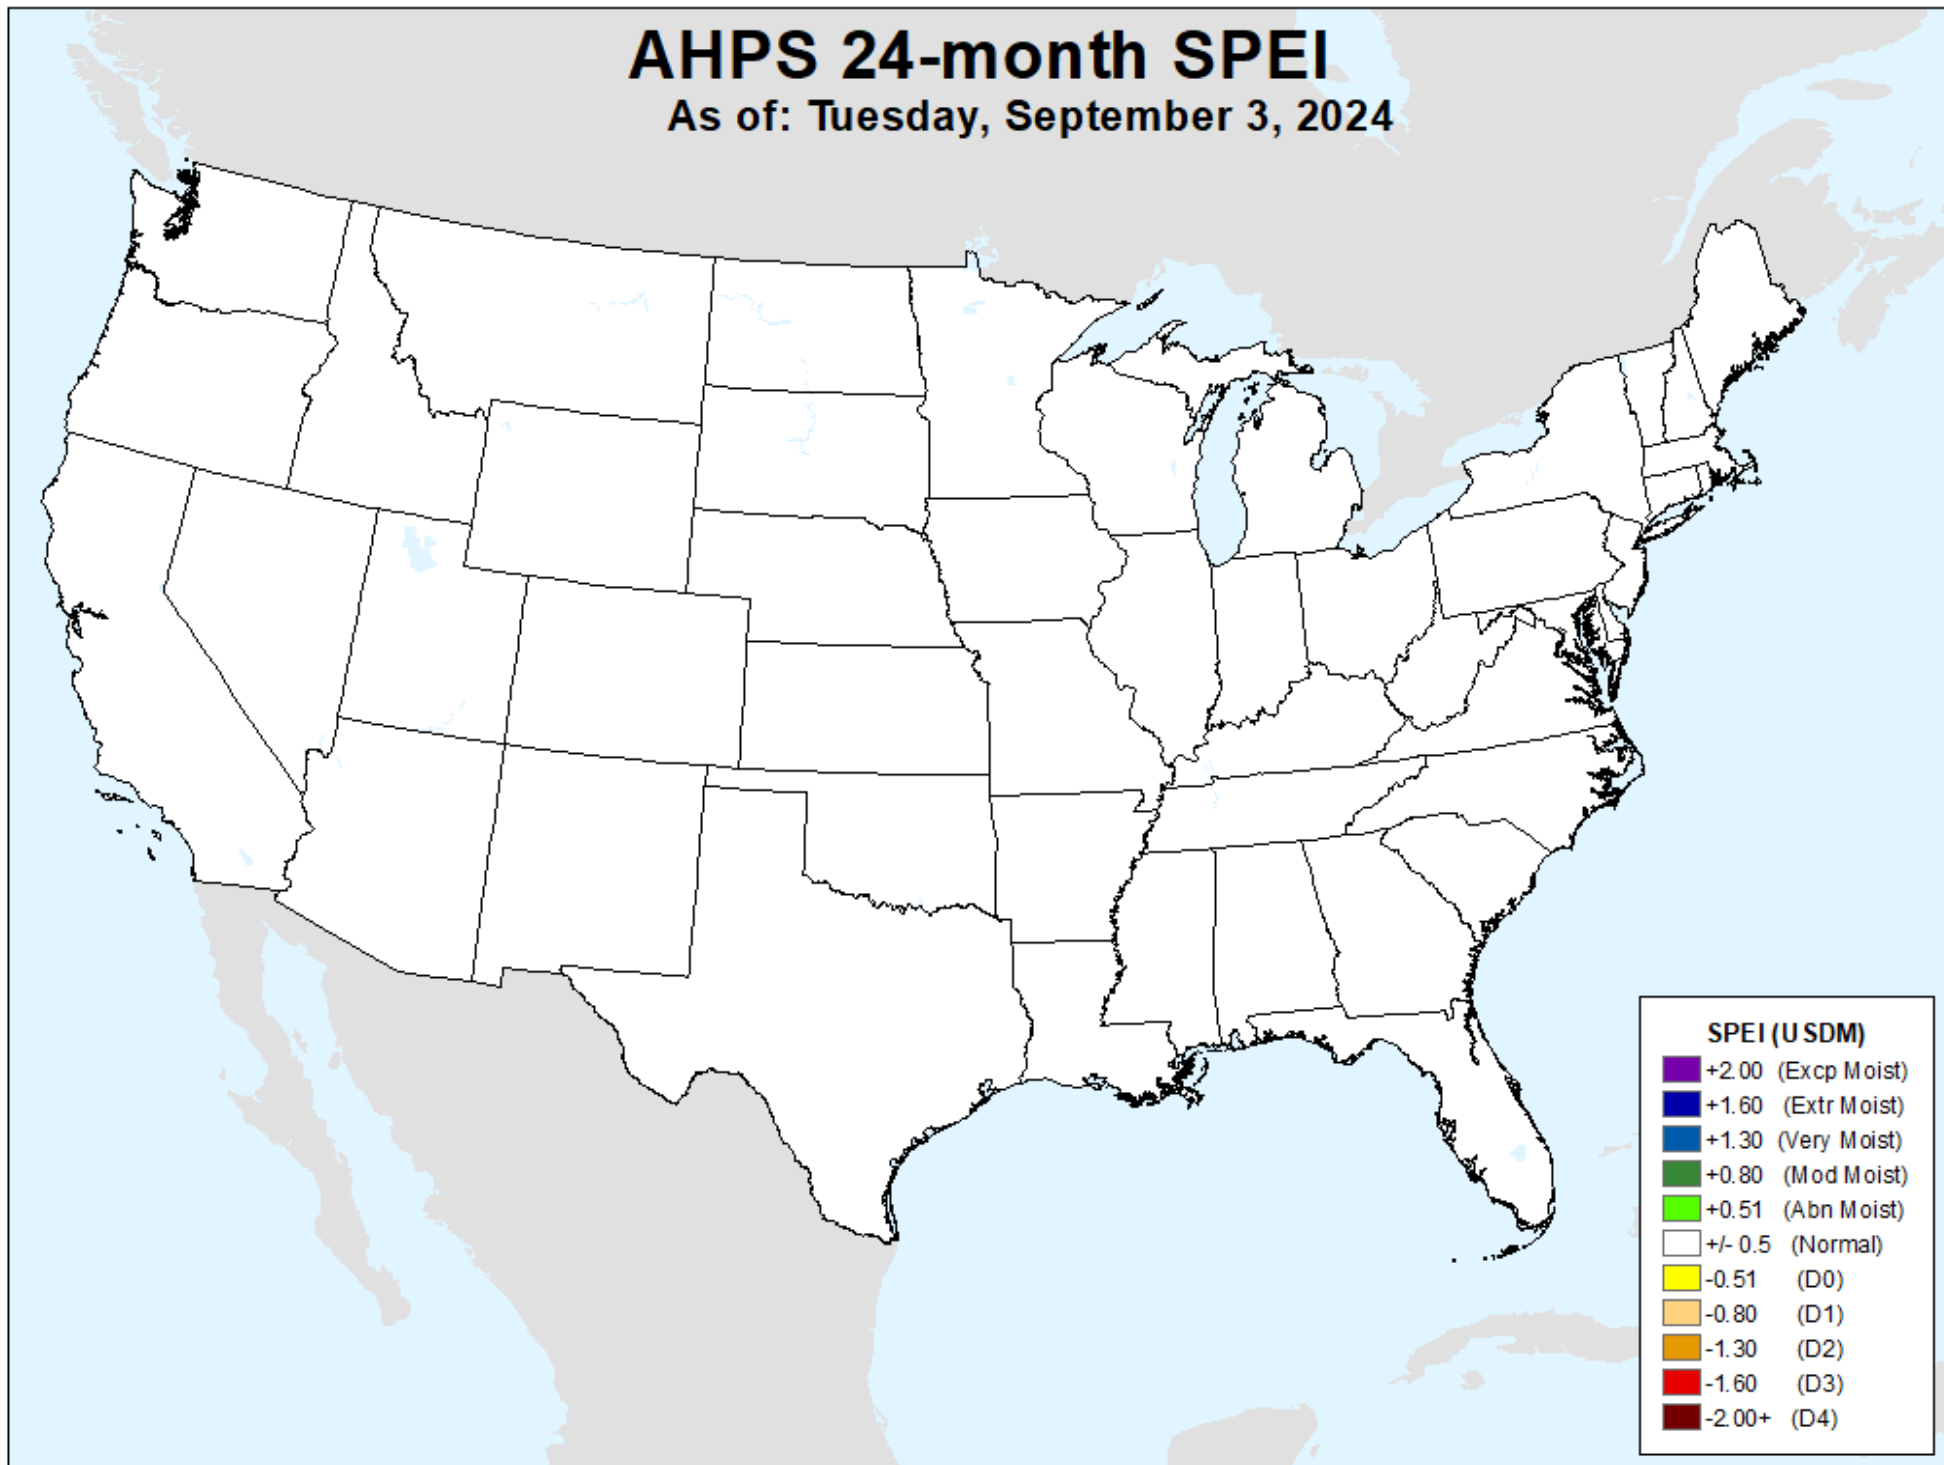 AHPS 24-month SPEI
As of: Tuesday, September 3, 2024
SPEI (USDM)
+2.00 (Excp Moist)
+1.60 (Extr Moist)
+1.30 (Very Moist)
+0.80 (Mod Moist)
+0.51 (Abn Moist)
+/- 0.5 (Normal)
-0.51 (D0)
-0.80 (D1)
-1.30 (D2)
-1.60 (D3)
-2.00+ (D4)